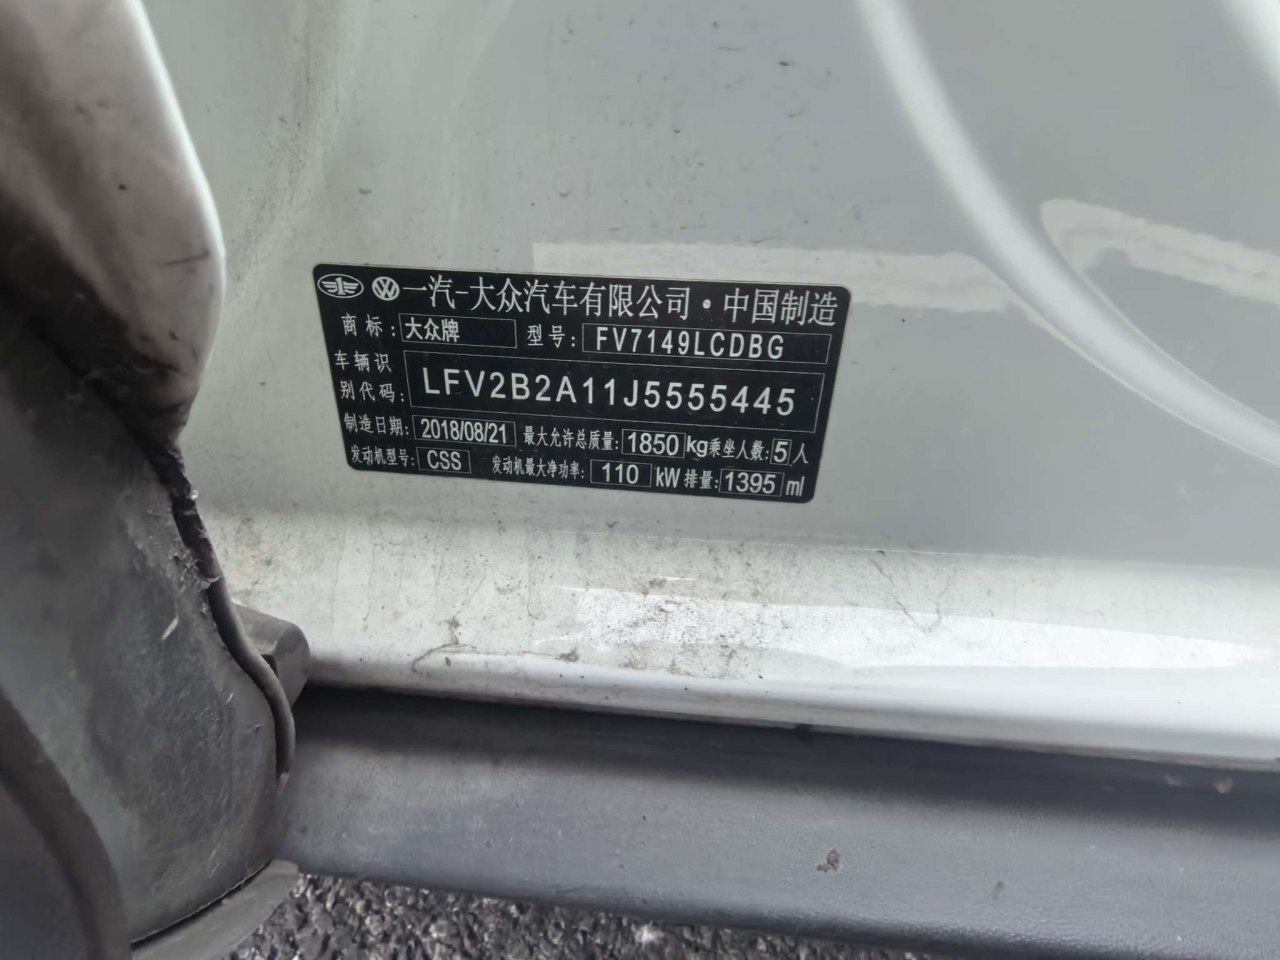 一汽-大众汽车有限公司·中国制造
商标: 大众牌 型号: FV7149LCDBG
车辆识别代码: LFV2B2A11J5555445
制造日期: 2018/08/21 最大允许总质量: 1850 kg 乘坐人数: 5 人
发动机型号: CSS 发动机最大净功率: 110 kW 排量: 1395 ml